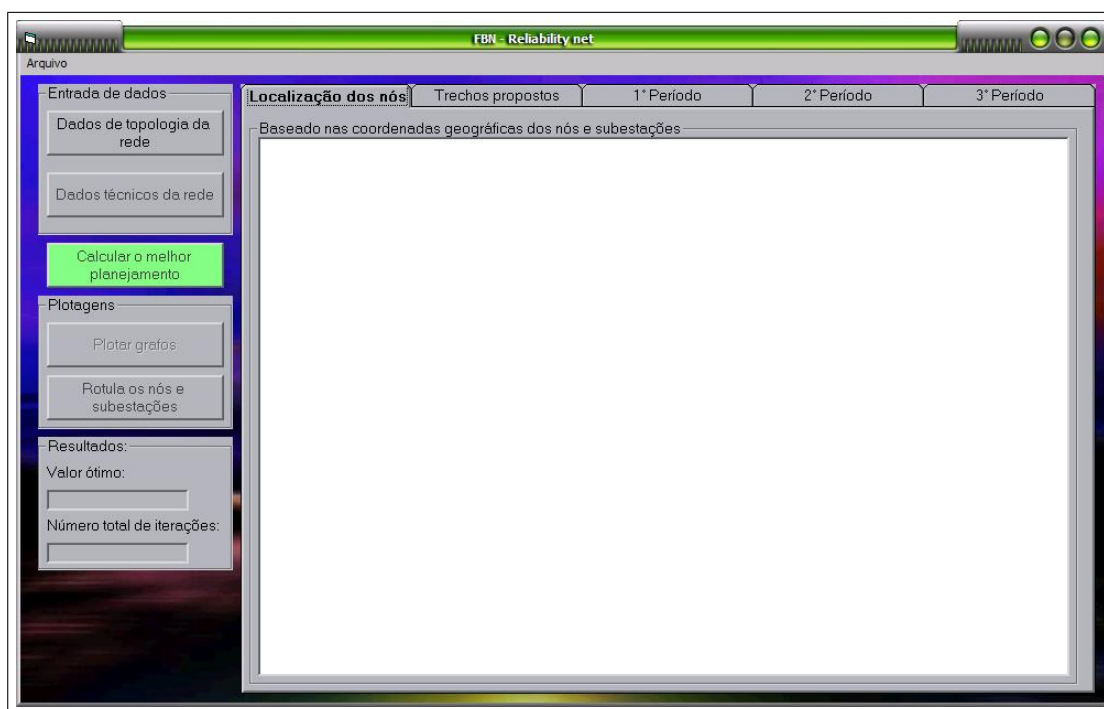 FBN - Reliability net
Arquivo
Entrada de dados
Dados de topologia da
rede
Dados técnicos da rede
Calcular o melhor
planejamento
Plotagens
Plotar grafos
Rotula os nós e
subestações
Resultados:
Valor ótimo:
Número total de iterações:
Localização dos nós
Trechos propostos
1° Período
2° Período
3° Período
Baseado nas coordenadas geográficas dos nós e subestações